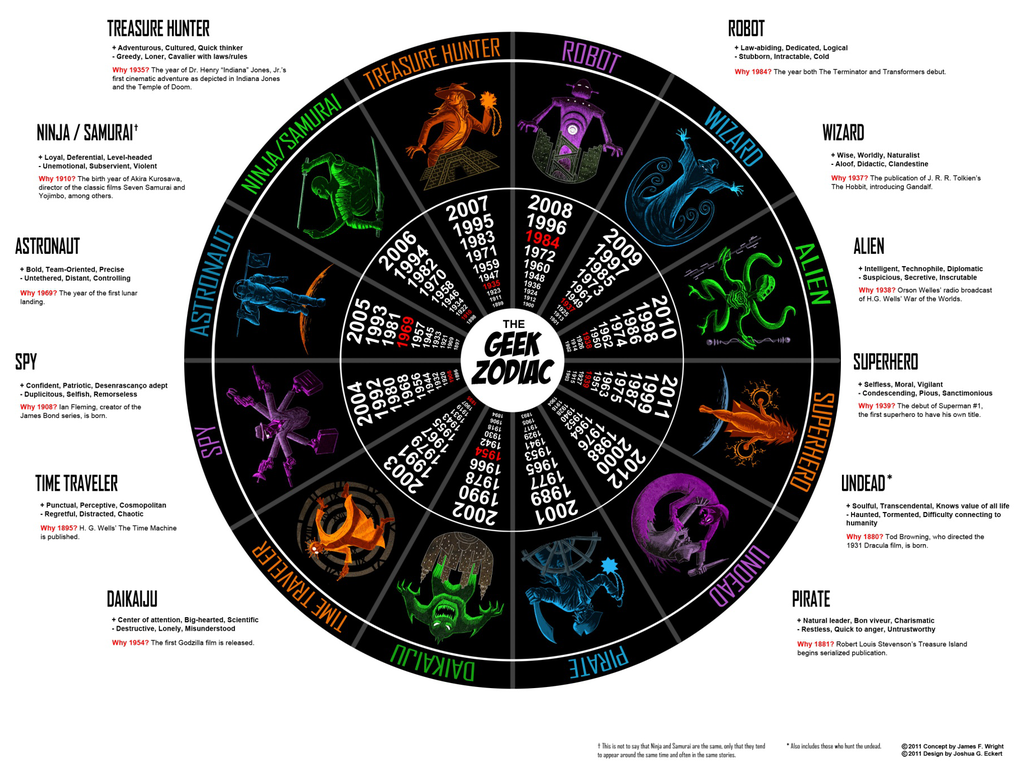 TREASURE HUNTER
+ Adventurous, Cultured, Quick thinker
- Greedy, Loner, Cavalier with laws/rules
Why 1935? The year of Dr. Henry "Indiana" Jones, Jr.'s
first cinematic adventure as depicted in Indiana Jones
and the Temple of Doom.
NINJA / SAMURAI†
+ Loyal, Deferential, Level-headed
- Unemotional, Subservient, Violent
Why 1910? The birth year of Akira Kurosawa,
director of the classic films Seven Samurai and
Yojimbo, among others.
ASTRONAUT
+ Bold, Team-Oriented, Precise
- Untethered, Distant, Controlling
Why 1969? The year of the first lunar
landing.
SPY
+ Confident, Patriotic, Desenrascanço adept
- Duplicitous, Selfish, Remorseless
Why 1908? Ian Fleming, creator of the
James Bond series, is born.
TIME TRAVELER
+ Punctual, Perceptive, Cosmopolitan
- Regretful, Distracted, Chaotic
Why 1895? H. G. Wells' The Time Machine
is published.
DAIKAIJU
+ Center of attention, Big-hearted, Scientific
- Destructive, Lonely, Misunderstood
Why 1954? The first Godzilla film is released.
ROBOT
+ Law-abiding, Dedicated, Logical
- Stubborn, Intractable, Cold
Why 1984? The year both The Terminator and Transformers debut.
WIZARD
+ Wise, Worldly, Naturalist
- Aloof, Didactic, Clandestine
Why 1937? The publication of J. R. R. Tolkien's
The Hobbit, introducing Gandalf.
ALIEN
+ Intelligent, Technophile, Diplomatic
- Suspicious, Secretive, Inscrutable
Why 1938? Orson Welles' radio broadcast
of H.G. Wells' War of the Worlds.
SUPERHERO
+ Selfless, Moral, Vigilant
- Condescending, Pious, Sanctimonious
Why 1939? The debut of Superman #1,
the first superhero to have his own title.
UNDEAD*
+ Soulful, Transcendental, Knows value of all life
- Haunted, Tormented, Difficulty connecting to
humanity
Why 1880? Tod Browning, who directed the
1931 Dracula film, is born.
PIRATE
+ Natural leader, Bon viveur, Charismatic
- Restless, Quick to anger, Untrustworthy
Why 1881? Robert Louis Stevenson's Treasure Island
begins serialized publication.
THE
GEEK
ZODIAC
ROBOT
2008
1996
1984
1972
1960
1948
1936
1924
1912
1900
WIZARD
2009
1997
1985
1973
1961
1949
1937
1925
1913
1901
ALIEN
2010
1998
1986
1974
1962
1950
1938
1926
1914
1902
SUPERHERO
2011
1999
1987
1975
1963
1951
1939
1927
1915
1903
UNDEAD
2012
2000
1988
1976
1964
1952
1940
1928
1916
1904
PIRATE
2001
1989
1977
1965
1953
1941
1929
1917
1905
1893
DAIKAIJU
2002
1990
1978
1966
1954
1942
1930
1918
1906
1894
TIME TRAVELER
2003
1991
1979
1967
1955
1943
1931
1919
1907
1895
SPY
2004
1992
1980
1968
1956
1944
1932
1920
1908
1896
ASTRONAUT
2005
1993
1981
1969
1957
1945
1933
1921
1909
1897
NINJA/SAMURAI
2006
1994
1982
1970
1958
1946
1934
1922
1910
1898
TREASURE HUNTER
2007
1995
1983
1971
1959
1947
1935
1923
1911
1899
† This is not to say that Ninja and Samurai are the same, only that they tend
to appear around the same time and often in the same stories.
* Also includes those who hunt the undead.
©2011 Concept by James F. Wright
©2011 Design by Joshua G. Eckert